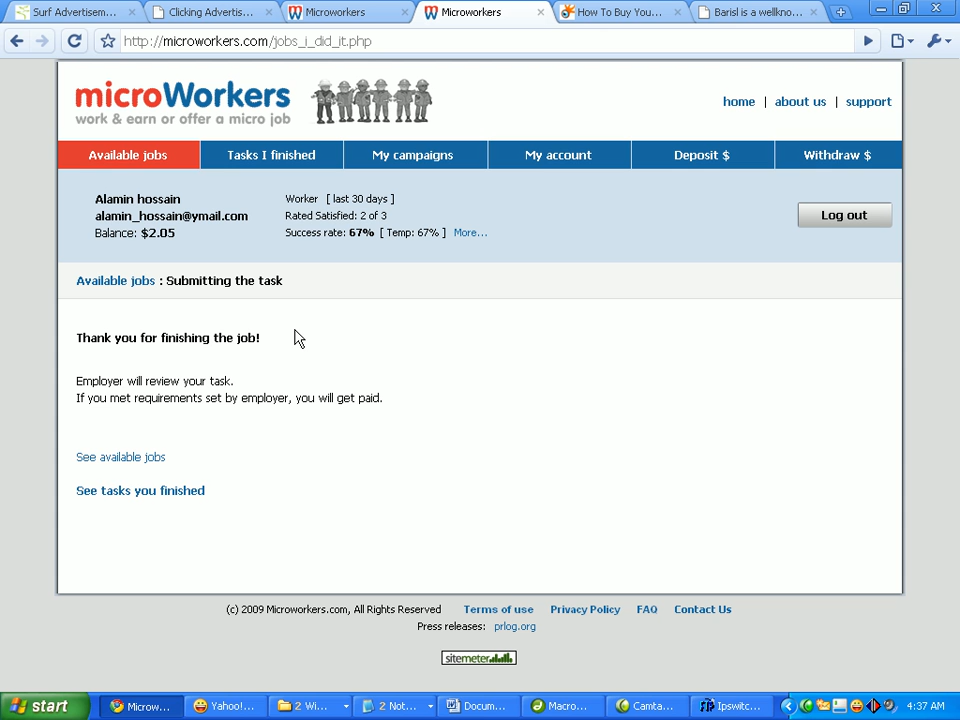 Surf Advertisem...
Clicking Advertis...
Microworkers
Microworkers
How To Buy You...
Barisl is a wellkno...
http://microworkers.com/jobs_i_did_it.php
microWorkers
work & earn or offer a micro job
home | about us | support
Available jobs
Tasks I finished
My campaigns
My account
Deposit $
Withdraw $
Alamin hossain
alamin_hossain@ymail.com
Balance: $2.05
Worker [ last 30 days ]
Rated Satisfied: 2 of 3
Success rate: 67% [ Temp: 67% ] More...
Log out
Available jobs : Submitting the task
Thank you for finishing the job!
Employer will review your task.
If you met requirements set by employer, you will get paid.
See available jobs
See tasks you finished
(c) 2009 Microworkers.com, All Rights Reserved Terms of use Privacy Policy FAQ Contact Us
Press releases: prlog.org
sitemeter
start
Microw...
Yahoo!...
2 Wi...
2 Not...
Docum...
Macro...
Camta...
Ipswitc...
4:37 AM